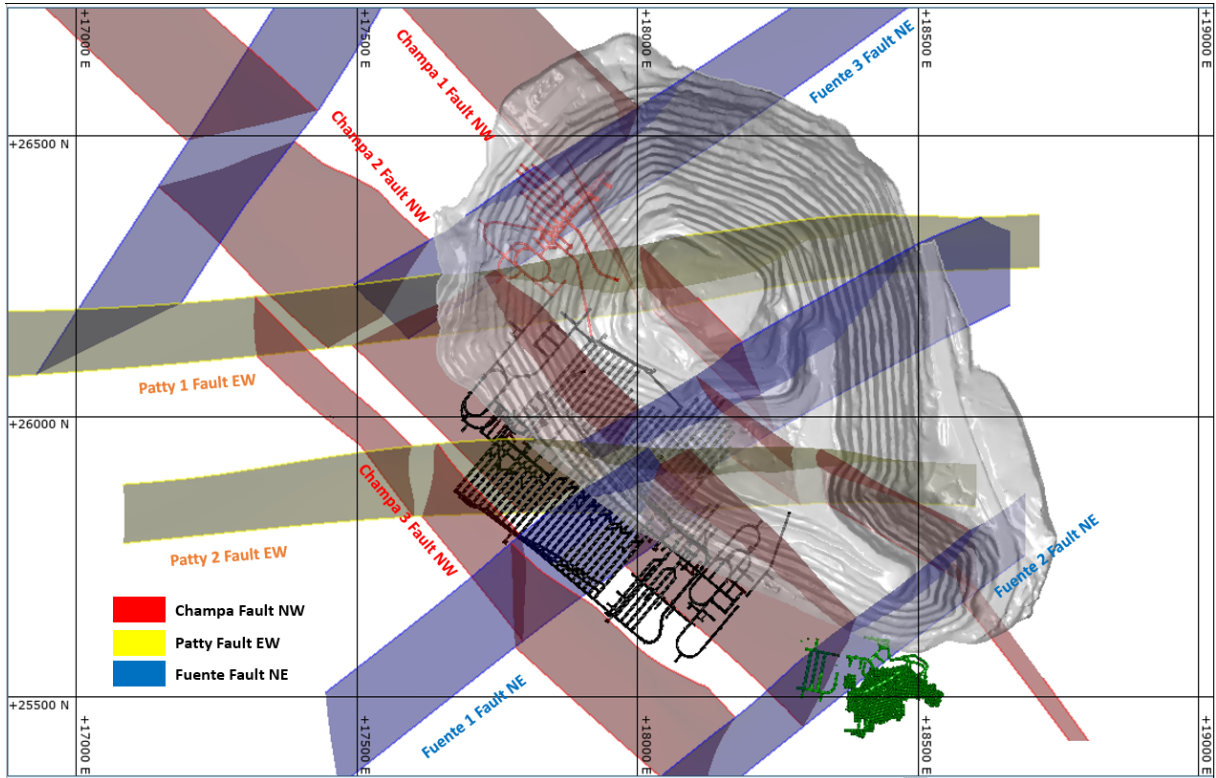 +17000 E
+17500 E
+18000 E
+18500 E
+19000 E
Champa 1 Fault NW
Fuente 3 Fault NE
Champa 2 Fault NW
+26500 N
Patty 1 Fault EW
+26000 N
Champa 3 Fault NW
Patty 2 Fault EW
Fuente 2 Fault NE
Champa Fault NW
Patty Fault EW
Fuente Fault NE
Fuente 1 Fault NE
+25500 N
+17000 E
+17500 E
+18000 E
+18500 E
+19000 E